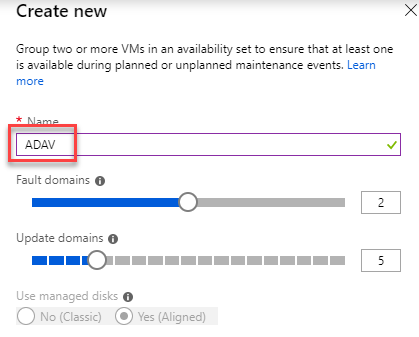 Create new
Group two or more VMs in an availability set to ensure that at least one
is available during planned or unplanned maintenance events. Learn
more
* Name
ADAV
Fault domains
2
Update domains
5
Use managed disks
No (Classic) Yes (Aligned)